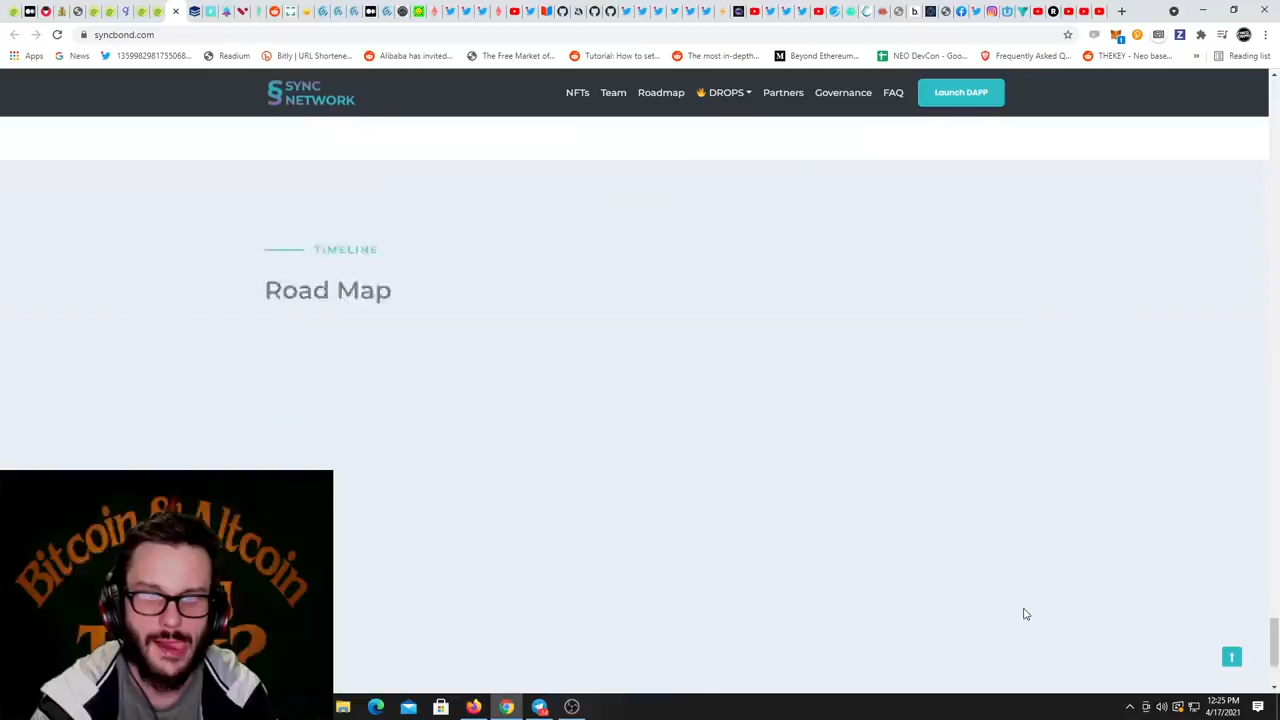 syncbond.com
Apps
News
1359982981755068...
Readium
Bitly | URL Shortene...
Alibaba has invited...
The Free Market of...
Tutorial: How to set...
The most in-depth...
Beyond Ethereum...
NEO DevCon - Goo...
Frequently Asked Q...
THEKEY - Neo base...
»
Reading list
SYNC
NETWORK
NFTs
Team
Roadmap
DROPS
Partners
Governance
FAQ
Launch DAPP
TIMELINE
Road Map
Bitcoin & Altcoin
12:25 PM
4/17/2021